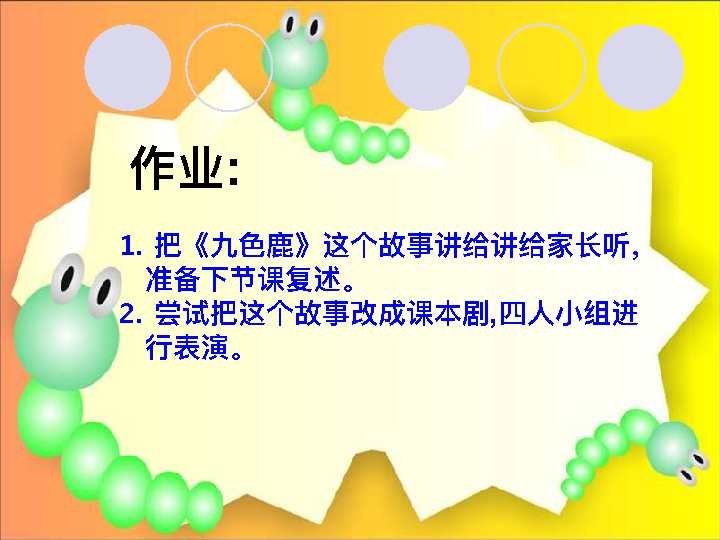 作业:
1. 把《九色鹿》这个故事讲给讲给家长听,
准备下节课复述。
2. 尝试把这个故事改成课本剧,四人小组进
行表演。